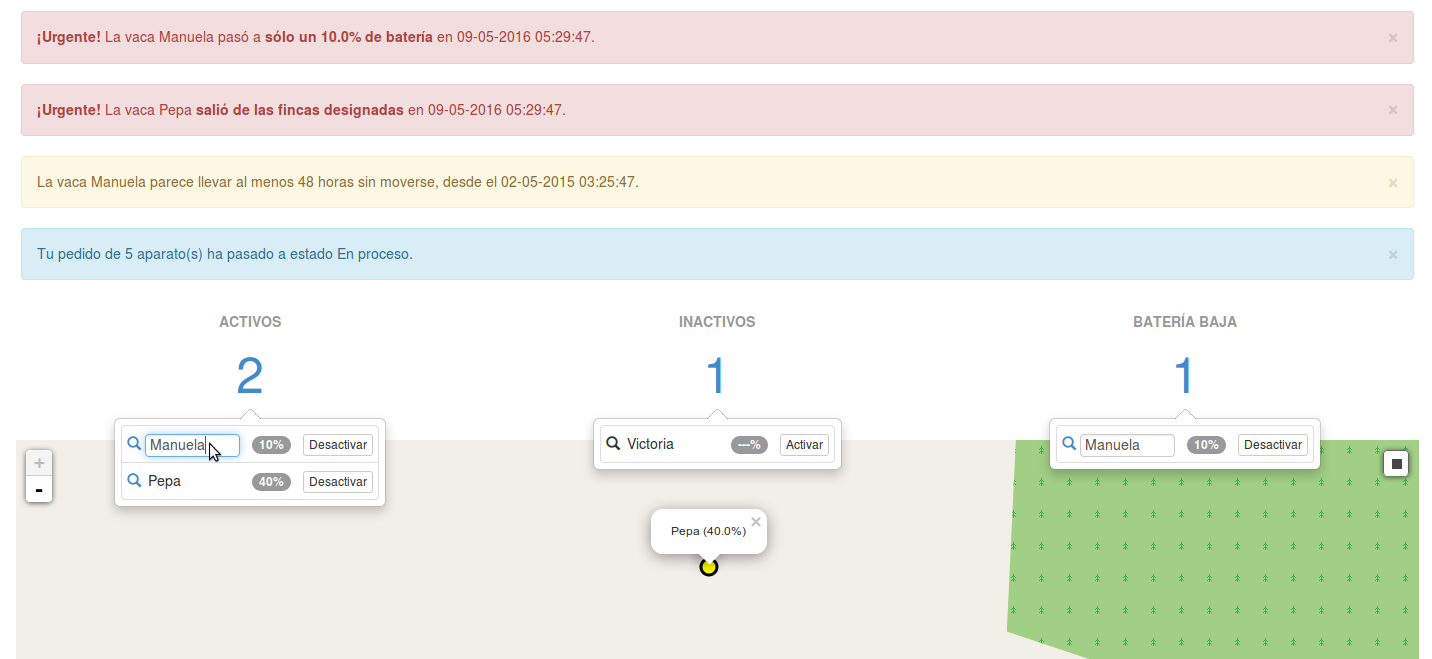 ¡Urgente! La vaca Manuela pasó a sólo un 10.0% de batería en 09-05-2016 05:29:47. ×
¡Urgente! La vaca Pepa salió de las fincas designadas en 09-05-2016 05:29:47. ×
La vaca Manuela parece llevar al menos 48 horas sin moverse, desde el 02-05-2015 03:25:47. ×
Tu pedido de 5 aparato(s) ha pasado a estado En proceso. ×
ACTIVOS
2
Manuela 10% Desactivar
Pepa 40% Desactivar
INACTIVOS
1
Victoria ---% Activar
BATERÍA BAJA
1
Manuela 10% Desactivar
+
-
Pepa (40.0%) ×